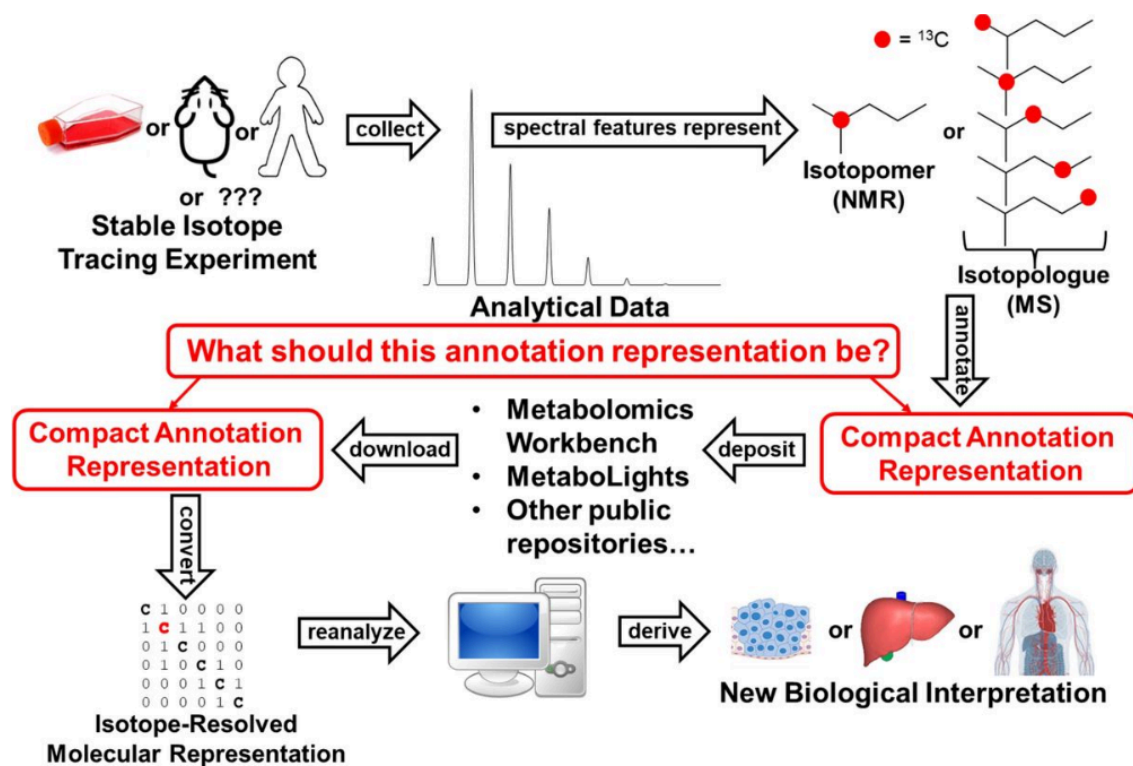 = ¹³C
or
or
or ???
Stable Isotope
Tracing Experiment
collect
Analytical Data
spectral features represent
Isotopomer
(NMR)
or
Isotopologue
(MS)
annotate
What should this annotation representation be?
Compact Annotation
Representation
deposit
• Metabolomics
Workbench
• MetaboLights
• Other public
repositories…
download
Compact Annotation
Representation
convert
C 1 0 0 0 0
1 C 1 1 0 0
0 1 C 0 0 0
0 1 0 C 1 0
0 0 0 1 C 1
0 0 0 0 1 C
Isotope-Resolved
Molecular Representation
reanalyze
derive
or
or
New Biological Interpretation